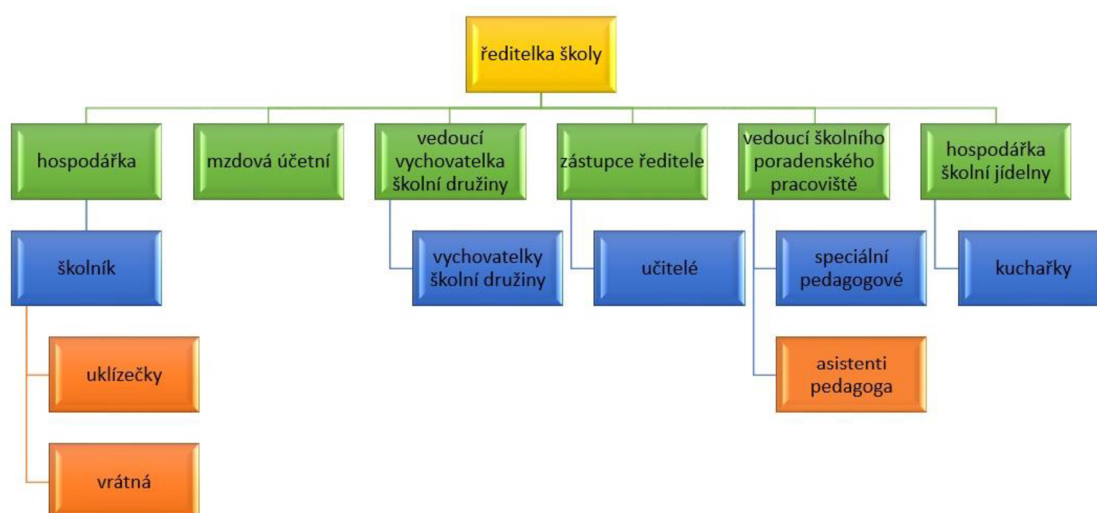 ředitelka školy
hospodářka
mzdová účetní
vedoucí
vychovatelka
školní družiny
zástupce ředitele
vedoucí školního
poradenského
pracoviště
hospodářka
školní jídelny
školník
vychovatelky
školní družiny
učitelé
speciální
pedagogové
kuchařky
uklízečky
asistenti
pedagoga
vrátná